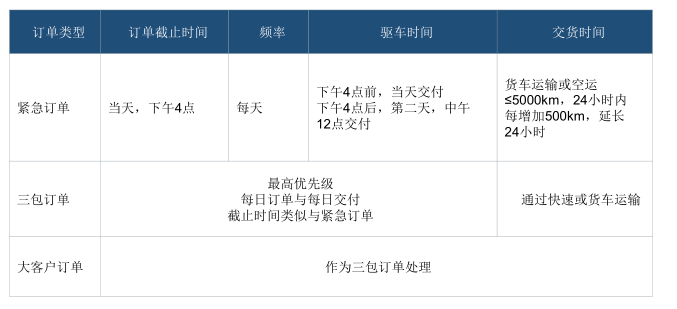 订单类型 订单截止时间 频率 驱车时间 交货时间
紧急订单 当天，下午4点 每天
下午4点前，当天交付
下午4点后，第二天，中午
12点交付
货车运输或空运
≤5000km，24小时内
每增加500km，延长
24小时
三包订单
最高优先级
每日订单与每日交付
截止时间类似与紧急订单
通过快速或货车运输
大客户订单 作为三包订单处理